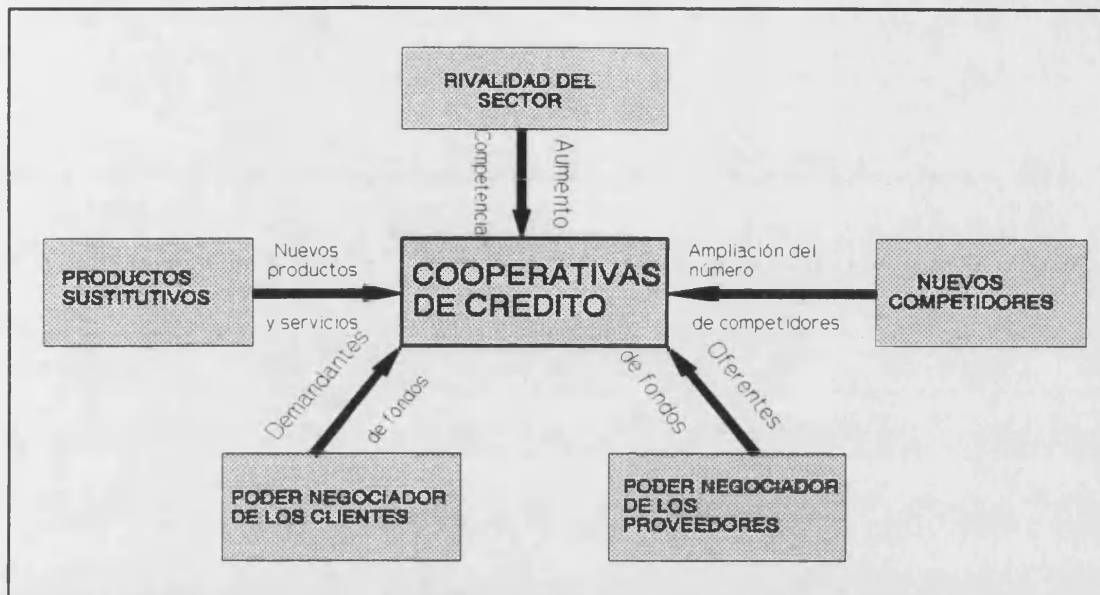 RIVALIDAD DEL
SECTOR
Competencia
Aumento
PRODUCTOS
SUSTITUTIVOS
Nuevos
productos
y servicios
COOPERATIVAS
DE CREDITO
Ampliación del
número
de competidores
NUEVOS
COMPETIDORES
Demandantes
de fondos
de fondos
Oferentes
PODER NEGOCIADOR
DE LOS CLIENTES
PODER NEGOCIADOR
DE LOS
PROVEEDORES